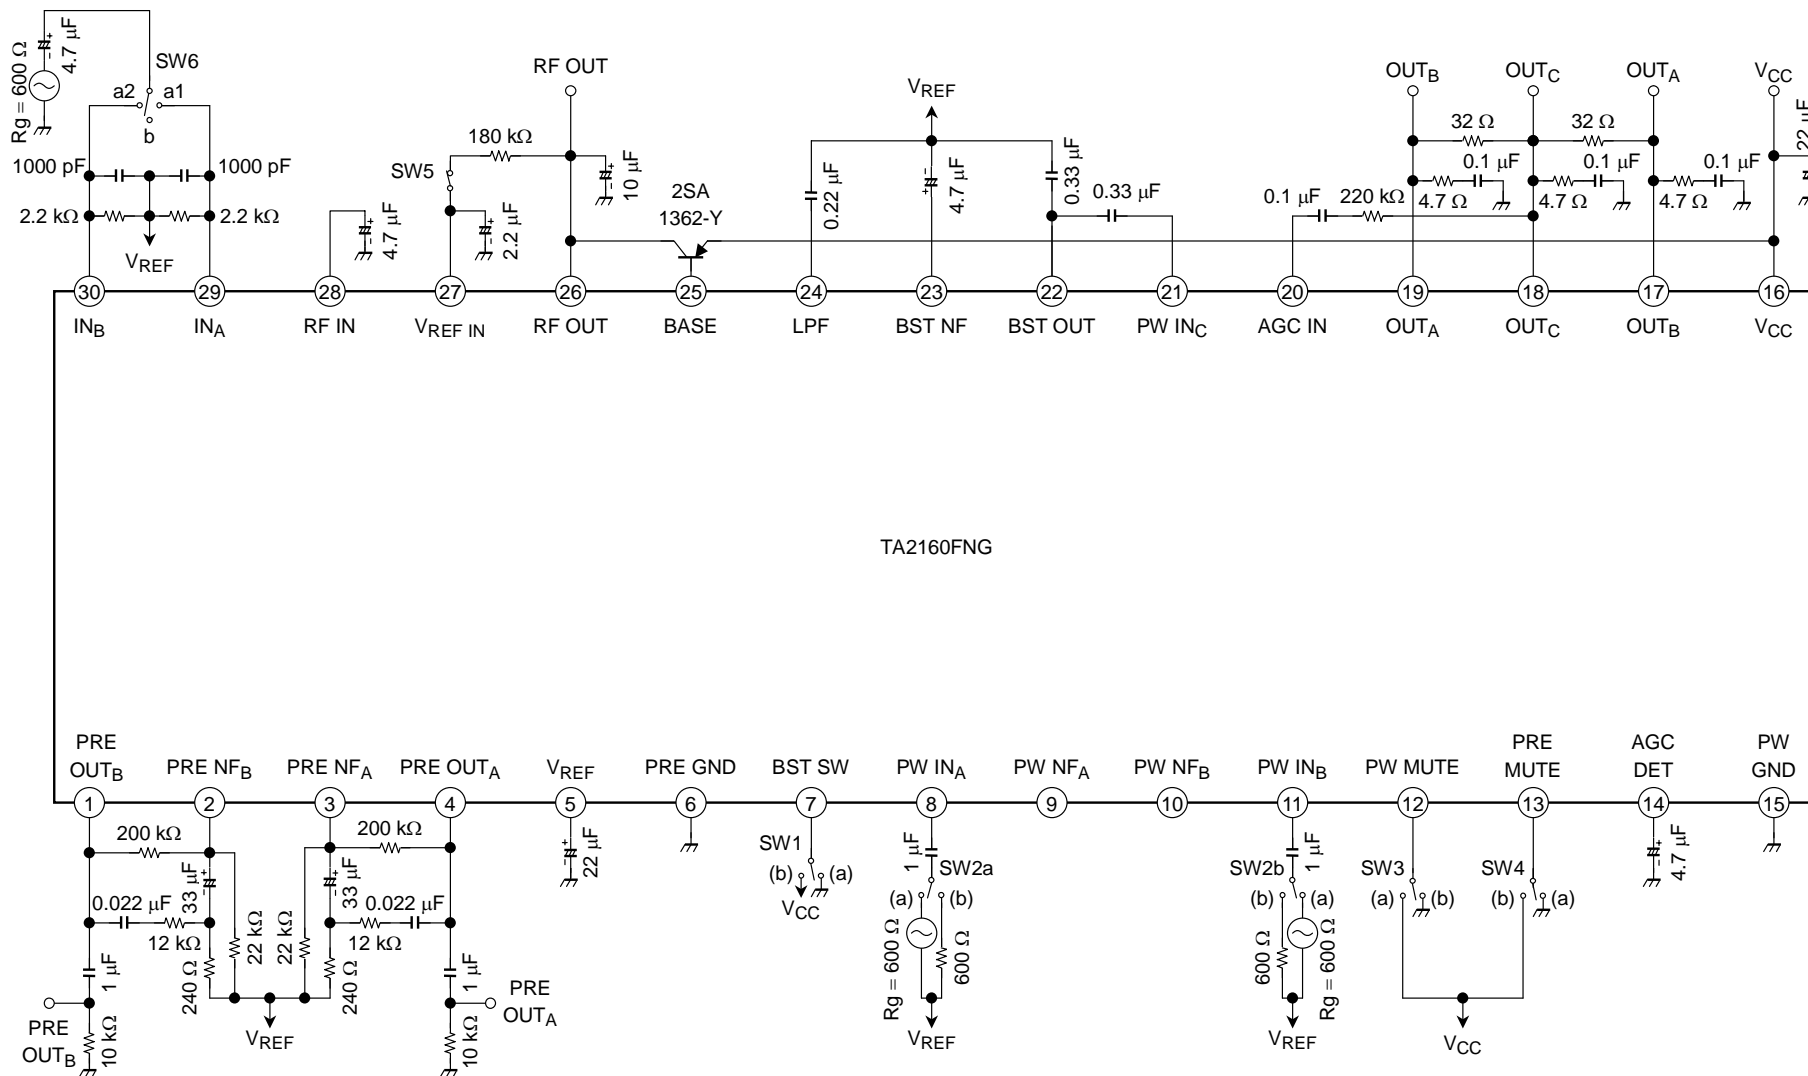 Rg = 600 Ω
4.7 µF
SW6
a2
a1
b
1000 pF
1000 pF
2.2 kΩ
2.2 kΩ
VREF
RF OUT
180 kΩ
SW5
10 µF
4.7 µF
2.2 µF
2SA
1362-Y
VREF
0.22 µF
4.7 µF
0.33 µF
0.33 µF
0.1 µF
220 kΩ
OUTB
OUTC
OUTA
VCC
32 Ω
32 Ω
22 µF
0.1 µF
0.1 µF
0.1 µF
4.7 Ω
4.7 Ω
4.7 Ω
30
29
28
27
26
25
24
23
22
21
20
19
18
17
16
INB
INA
RF IN
VREF IN
RF OUT
BASE
LPF
BST NF
BST OUT
PW INC
AGC IN
OUTA
OUTC
OUTB
VCC
TA2160FNG
PRE
OUTB
PRE NFB
PRE NFA
PRE OUTA
VREF
PRE GND
BST SW
PW INA
PW NFA
PW NFB
PW INB
PW MUTE
PRE
MUTE
AGC
DET
PW
GND
1
2
3
4
5
6
7
8
9
10
11
12
13
14
15
200 kΩ
200 kΩ
33 µF
33 µF
0.022 µF
0.022 µF
12 kΩ
12 kΩ
22 kΩ
22 kΩ
240 Ω
240 Ω
1 µF
1 µF
PRE
OUTB
10 kΩ
VREF
10 kΩ
PRE
OUTA
22 µF
SW1
(b)
(a)
VCC
1 µF
SW2a
(a)
(b)
Rg = 600 Ω
600 Ω
VREF
1 µF
SW2b
(b)
(a)
600 Ω
Rg = 600 Ω
VREF
SW3
(a)
(b)
SW4
(b)
(a)
VCC
4.7 µF